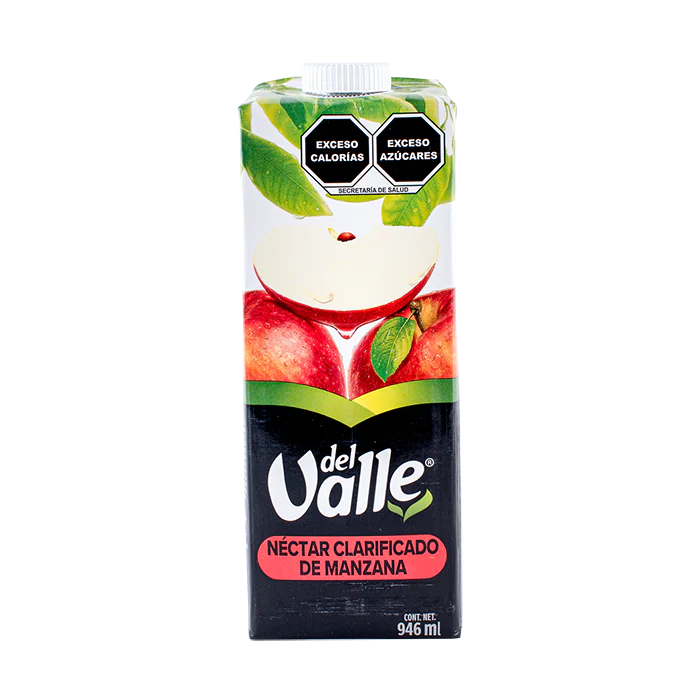 EXCESO
CALORÍAS
EXCESO
AZÚCARES
SECRETARÍA DE SALUD
del
Valle®
NÉCTAR CLARIFICADO
DE MANZANA
CONT. NET.
946 ml